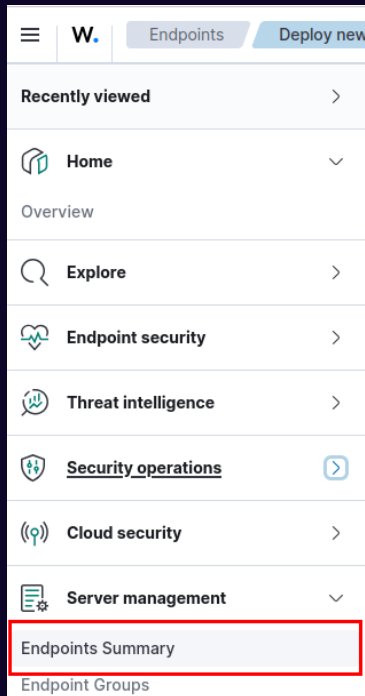 W. Endpoints Deploy new
Recently viewed
Home
Overview
Explore
Endpoint security
Threat intelligence
Security operations
Cloud security
Server management
Endpoints Summary
Endpoint Groups